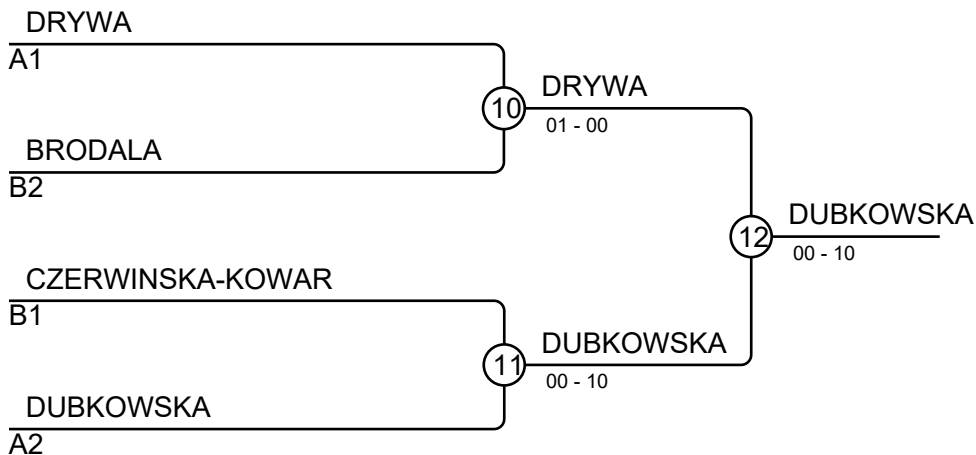 DRYWA
A1
10
DRYWA
01 - 00
BRODALA
B2
12
DUBKOWSKA
00 - 10
CZERWINSKA-KOWAR
B1
11
DUBKOWSKA
00 - 10
DUBKOWSKA
A2